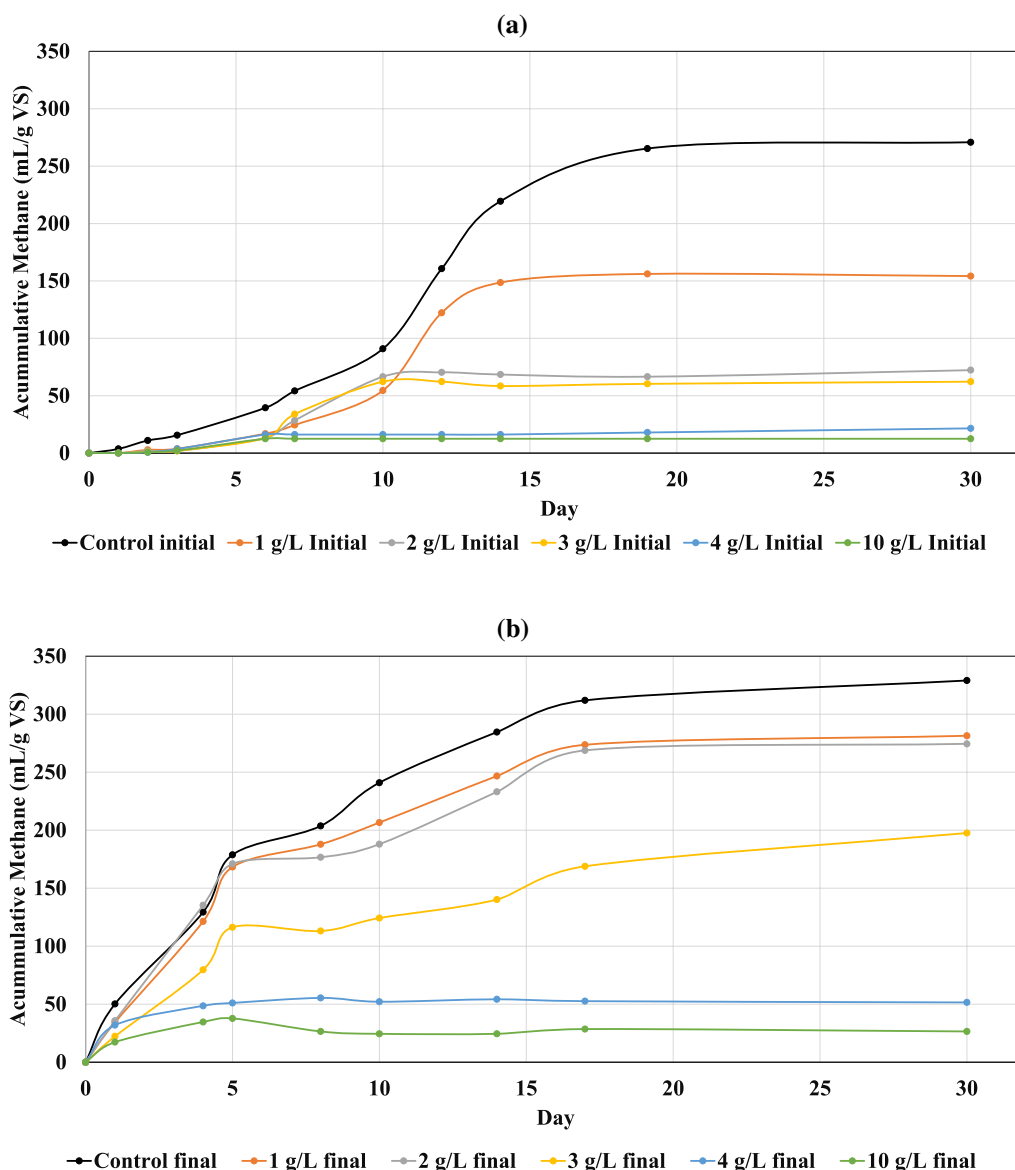 (a)
350
300
250
200
150
100
50
0
Acummulative Methane (mL/g VS)
0 5 10 15 20 25 30
Day
Control initial 1 g/L Initial 2 g/L Initial 3 g/L Initial 4 g/L Initial 10 g/L Initial
(b)
350
300
250
200
150
100
50
0
Acummulative Methane (mL/g VS)
0 5 10 15 20 25 30
Day
Control final 1 g/L final 2 g/L final 3 g/L final 4 g/L final 10 g/L final